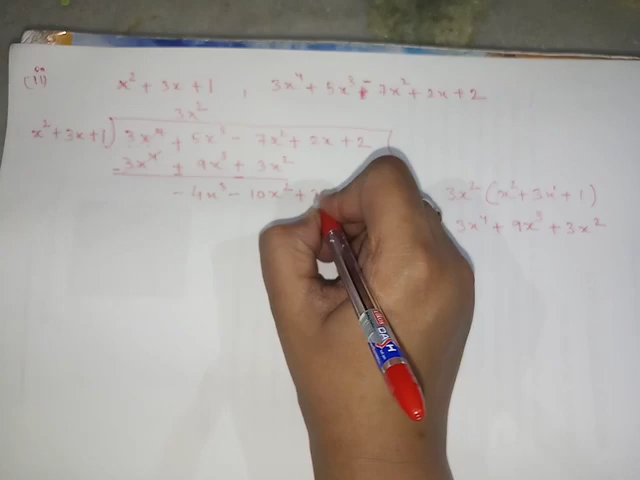 (ii) x² + 3x + 1 , 3x⁴ + 5x³ - 7x² + 2x + 2
3x²
x² + 3x + 1 ) 3x⁴ + 5x³ - 7x² + 2x + 2
- 3x⁴ + 9x³ + 3x²
- 4x³ - 10x² +
3x² (x² + 3x + 1)
3x⁴ + 9x³ + 3x²
DASH